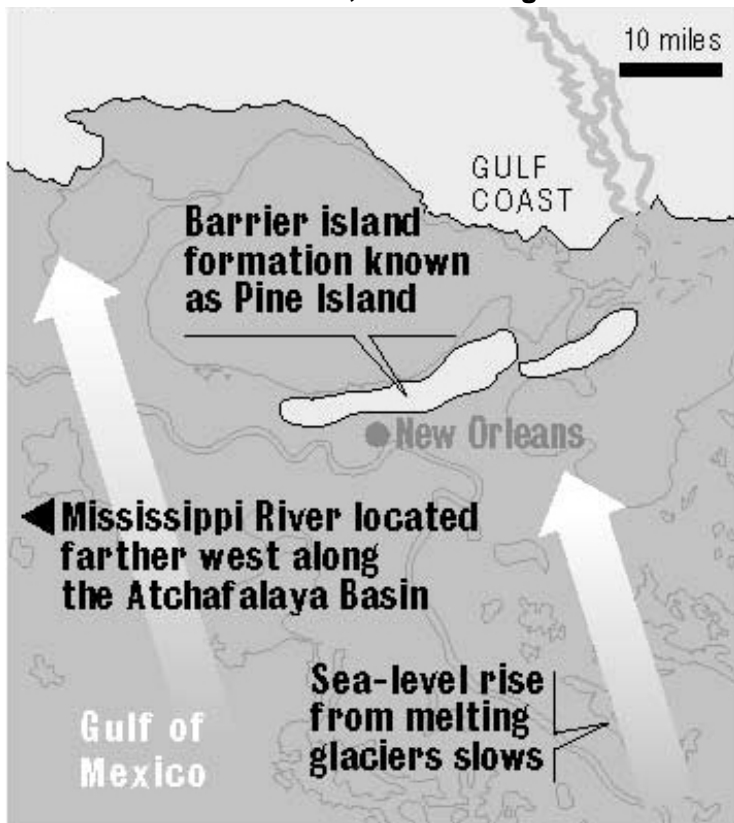 10 miles
GULF
COAST
Barrier island
formation known
as Pine Island
New Orleans
Mississippi River located
farther west along
the Atchafalaya Basin
Sea-level rise
from melting
glaciers slows
Gulf of
Mexico